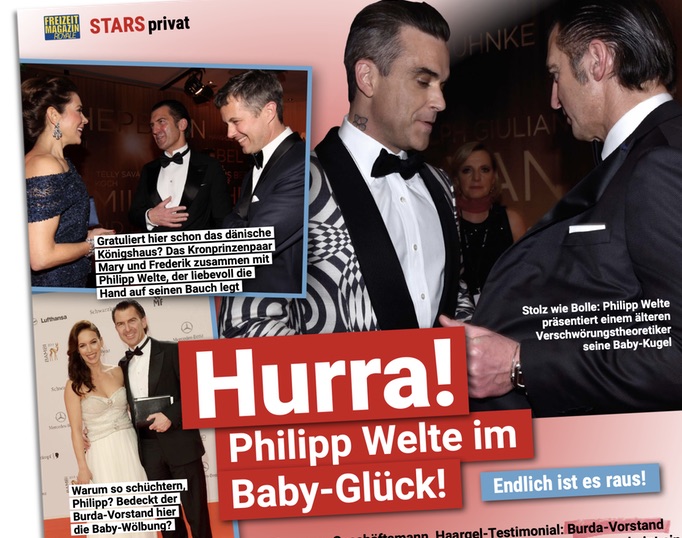 FREIZEIT
MAGAZIN
ROYALE
STARS privat
Gratuliert hier schon das dänische
Königshaus? Das Kronprinzenpaar
Mary und Frederik zusammen mit
Philipp Welte, der liebevoll die
Hand auf seinen Bauch legt
Stolz wie Bolle: Philipp Welte
präsentiert einem älteren
Verschwörungstheoretiker
seine Baby-Kugel
Lufthansa
BAMBI
Hurra!
Philipp Welte im
Baby-Glück!
Endlich ist es raus!
Warum so schüchtern,
Philipp? Bedeckt der
Burda-Vorstand hier
die Baby-Wölbung?
Haargel-Testimonial: Burda-Vorstand